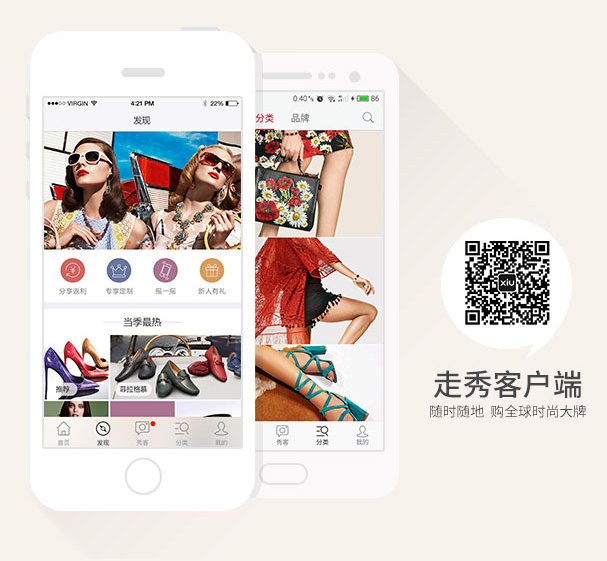 VIRGIN 4:21 PM 22%
发现
分享返利 专享定制 摇一摇 新人有礼
当季最热
推荐 菲拉格慕
首页 发现 秀客 分类 我的
0:40 86
分类 品牌
秀客 分类 我的
xiu
走秀客户端
随时随地 购全球时尚大牌